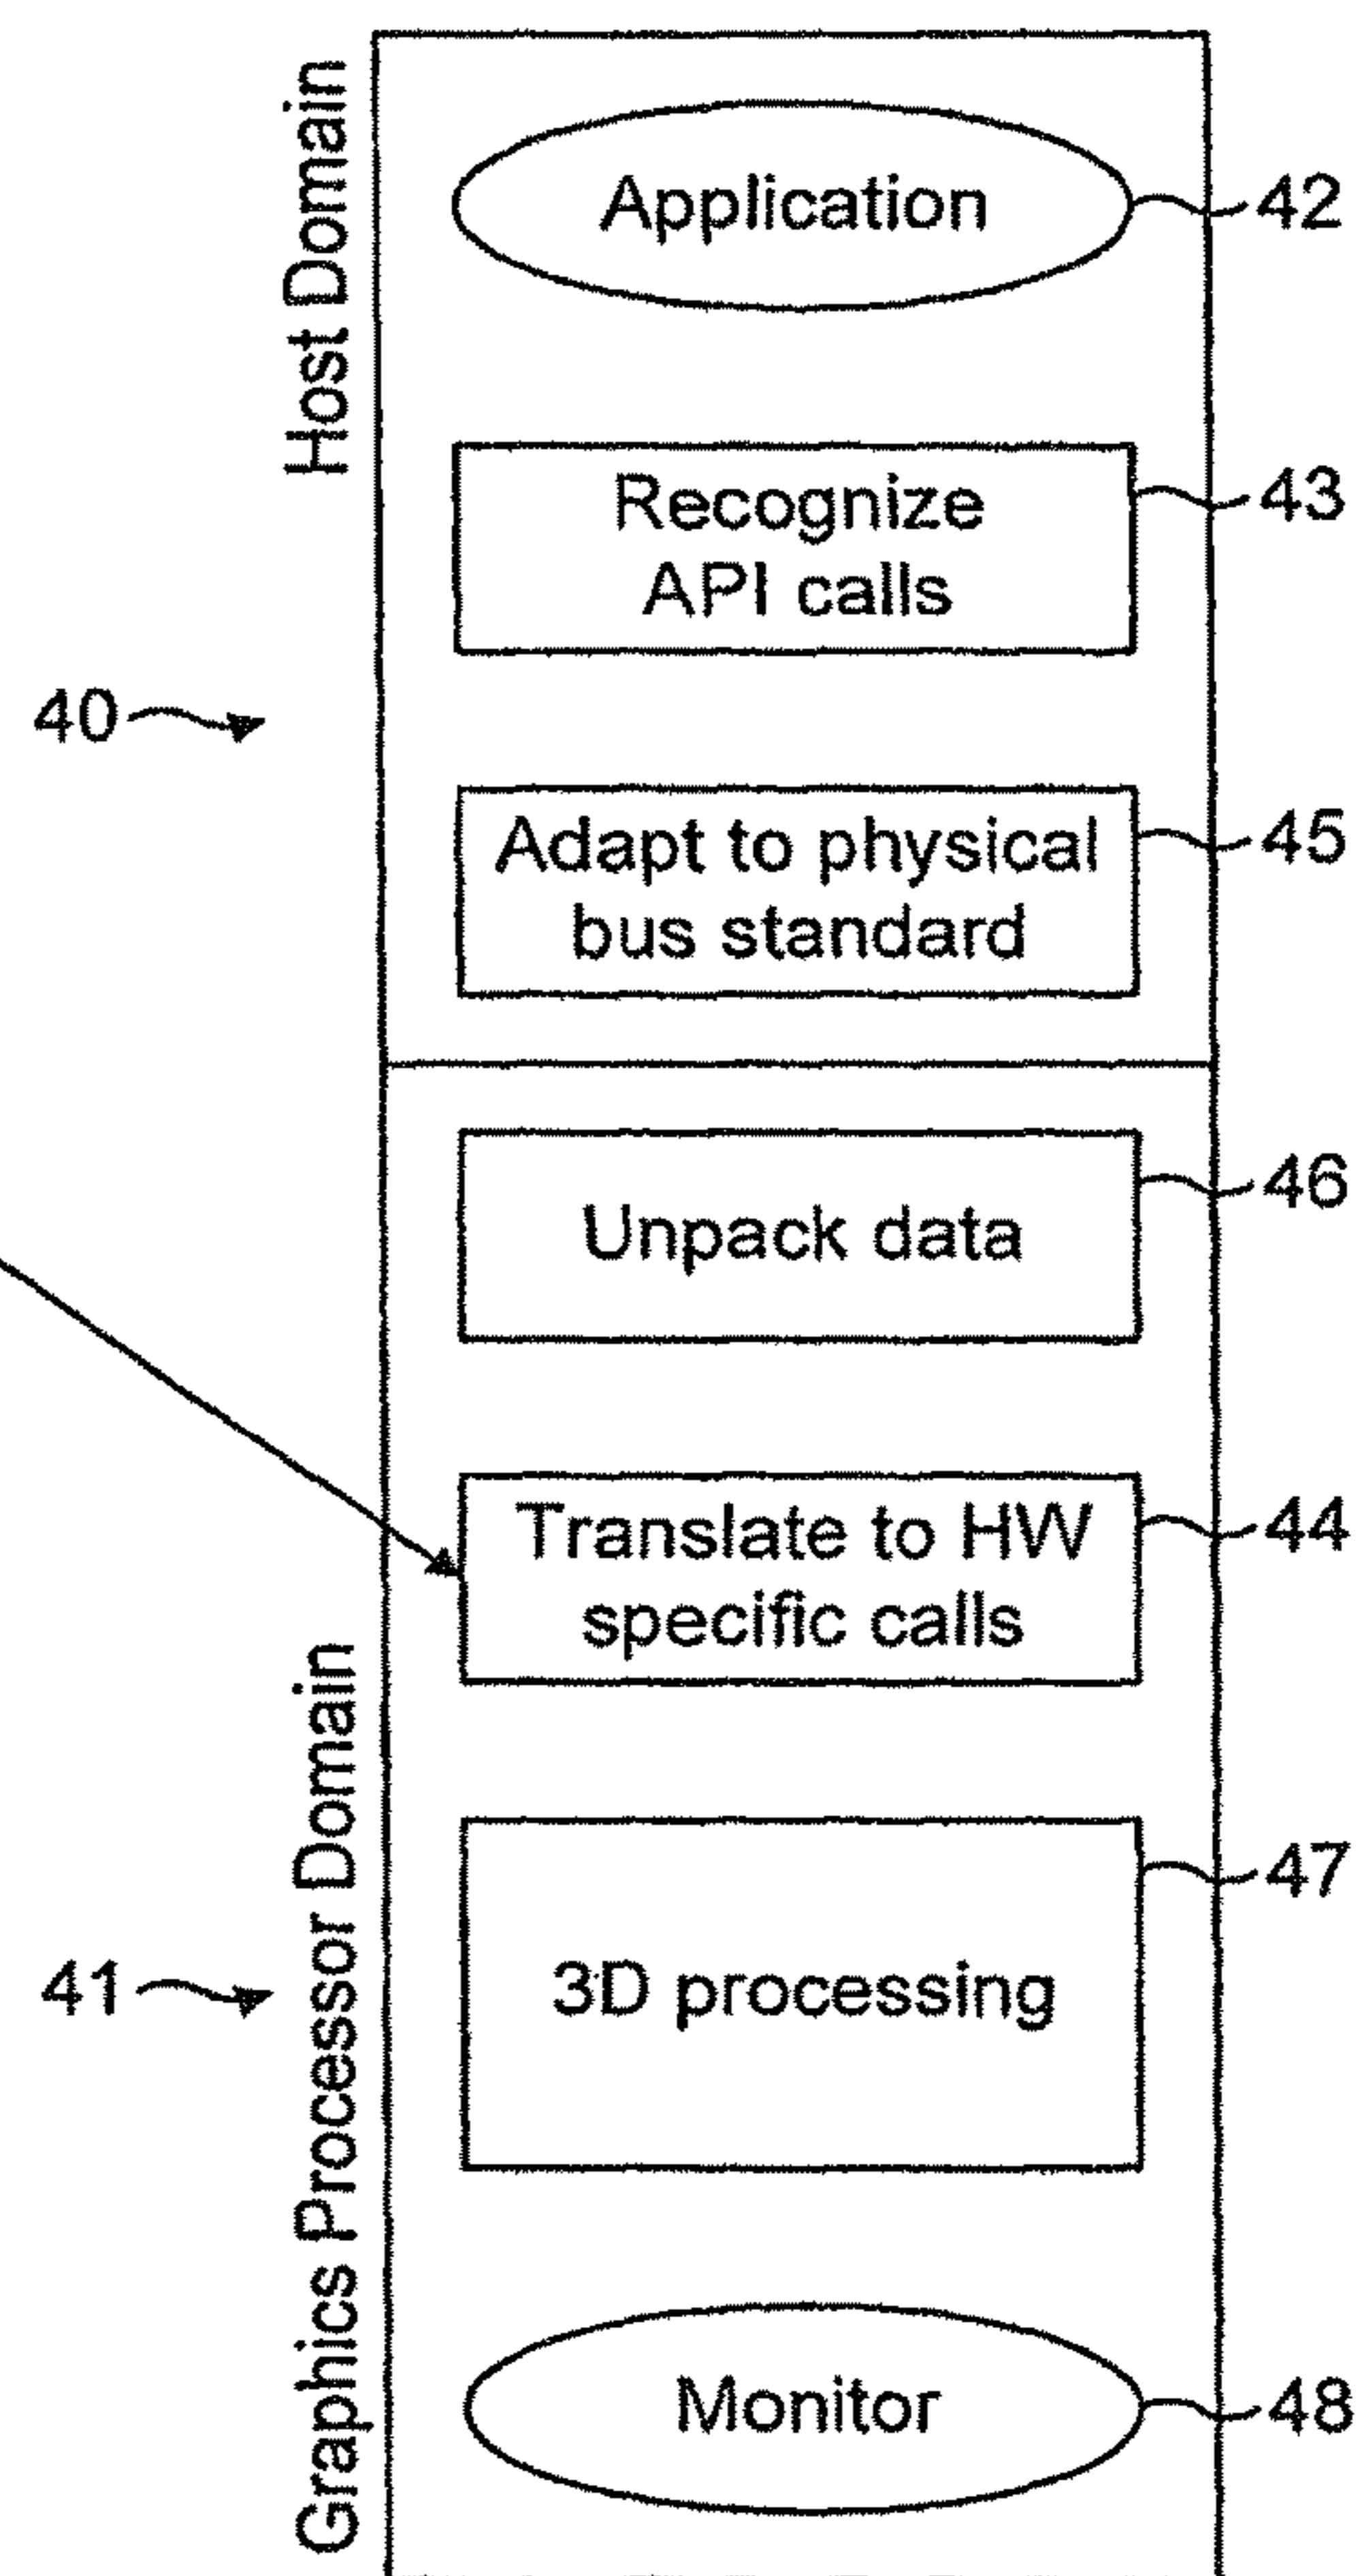 Host Domain
Application
42
Recognize
API calls
43
40
Adapt to physical
bus standard
45
Unpack data
46
Translate to HW
specific calls
44
Graphics Processor Domain
3D processing
47
41
Monitor
48